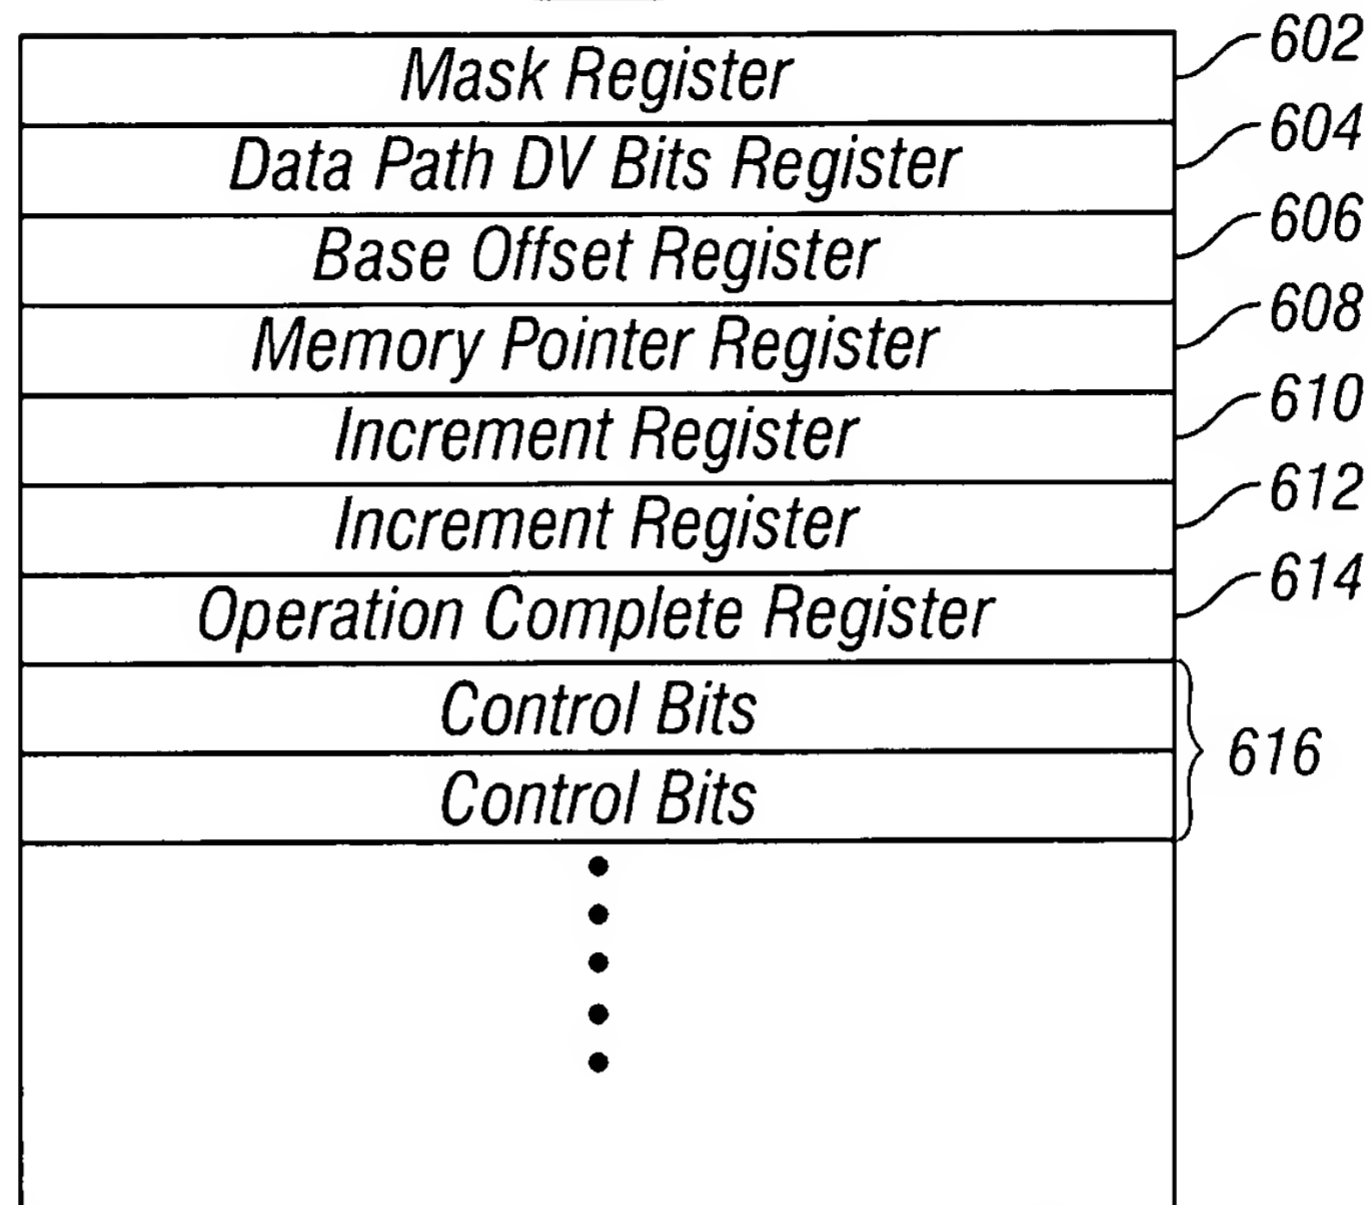 Mask Register 602
Data Path DV Bits Register 604
Base Offset Register 606
Memory Pointer Register 608
Increment Register 610
Increment Register 612
Operation Complete Register 614
Control Bits
616
Control Bits